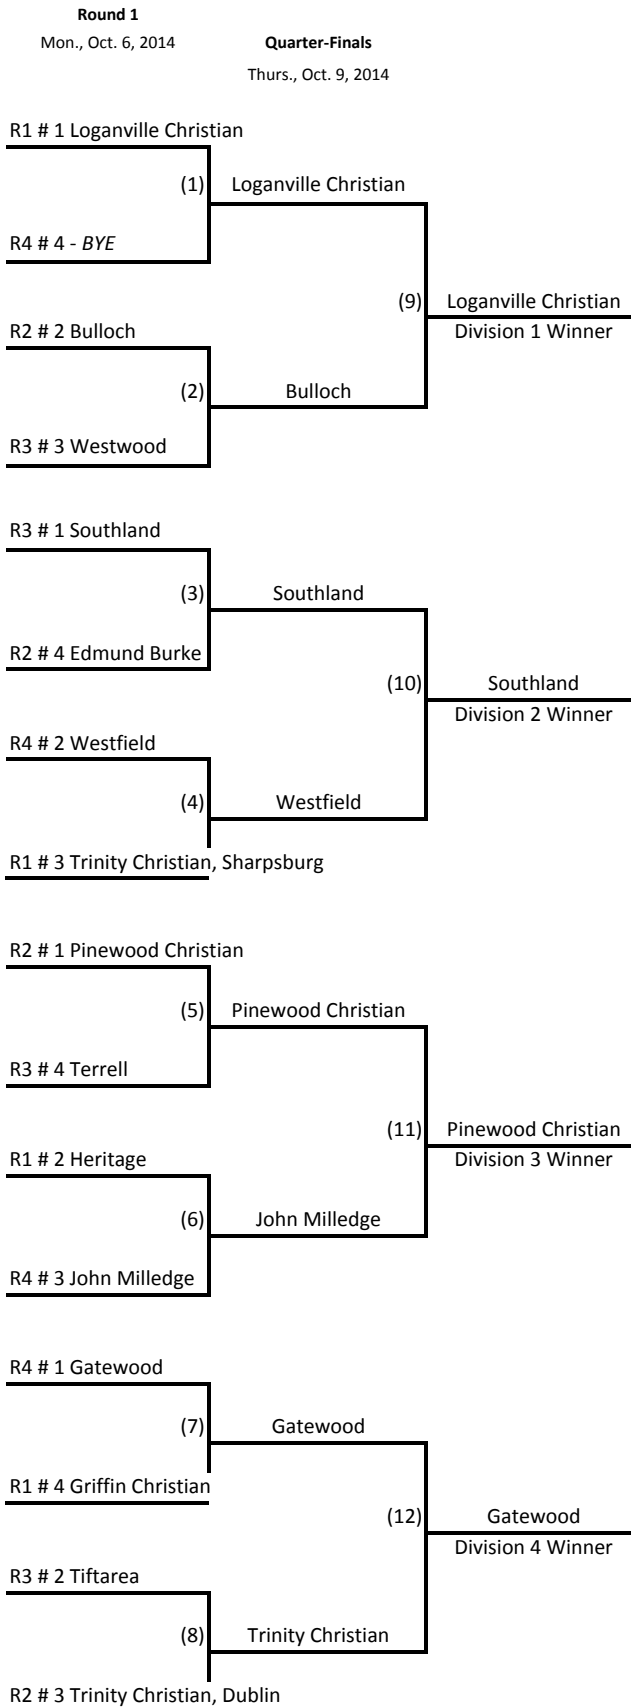 Round 1
Mon., Oct. 6, 2014
Quarter-Finals
Thurs., Oct. 9, 2014
R1 # 1 Loganville Christian
(1)
Loganville Christian
R4 # 4 - BYE
(9)
Loganville Christian
Division 1 Winner
R2 # 2 Bulloch
(2)
Bulloch
R3 # 3 Westwood
R3 # 1 Southland
(3)
Southland
R2 # 4 Edmund Burke
(10)
Southland
Division 2 Winner
R4 # 2 Westfield
(4)
Westfield
R1 # 3 Trinity Christian, Sharpsburg
R2 # 1 Pinewood Christian
(5)
Pinewood Christian
R3 # 4 Terrell
(11)
Pinewood Christian
Division 3 Winner
R1 # 2 Heritage
(6)
John Milledge
R4 # 3 John Milledge
R4 # 1 Gatewood
(7)
Gatewood
R1 # 4 Griffin Christian
(12)
Gatewood
Division 4 Winner
R3 # 2 Tiftarea
(8)
Trinity Christian
R2 # 3 Trinity Christian, Dublin